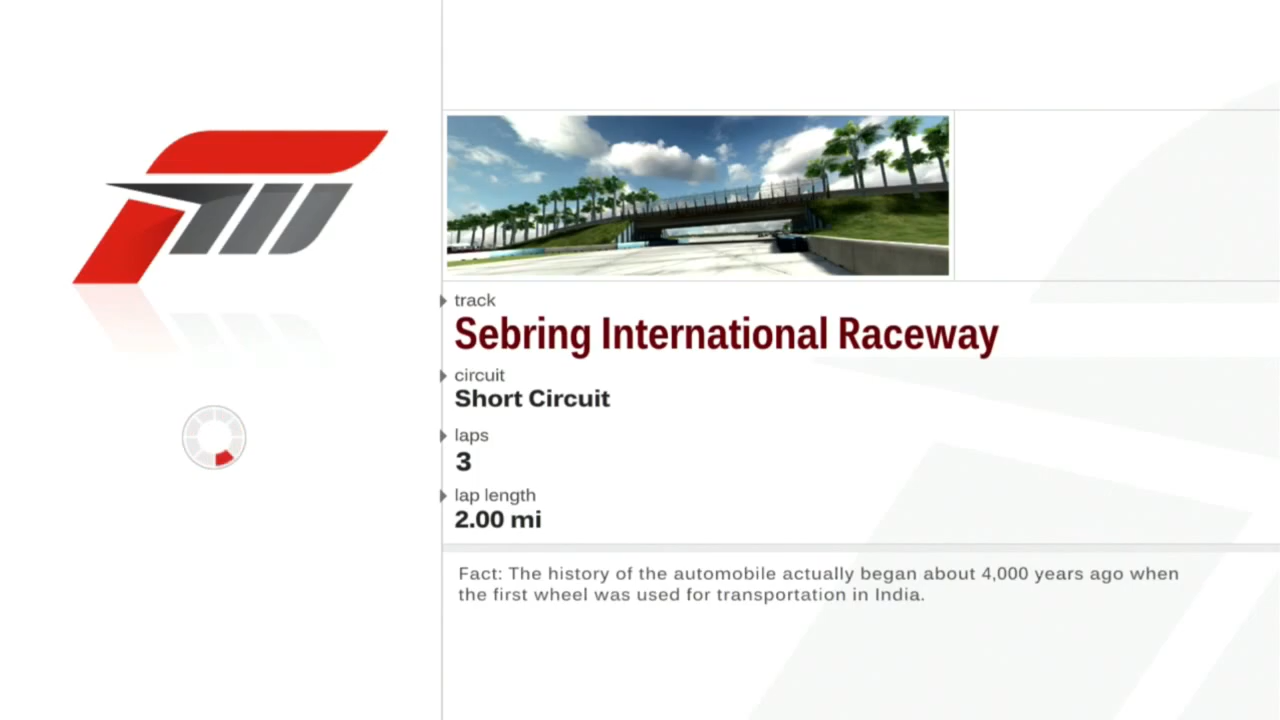 track
Sebring International Raceway
circuit
Short Circuit
laps
3
lap length
2.00 mi
Fact: The history of the automobile actually began about 4,000 years ago when
the first wheel was used for transportation in India.